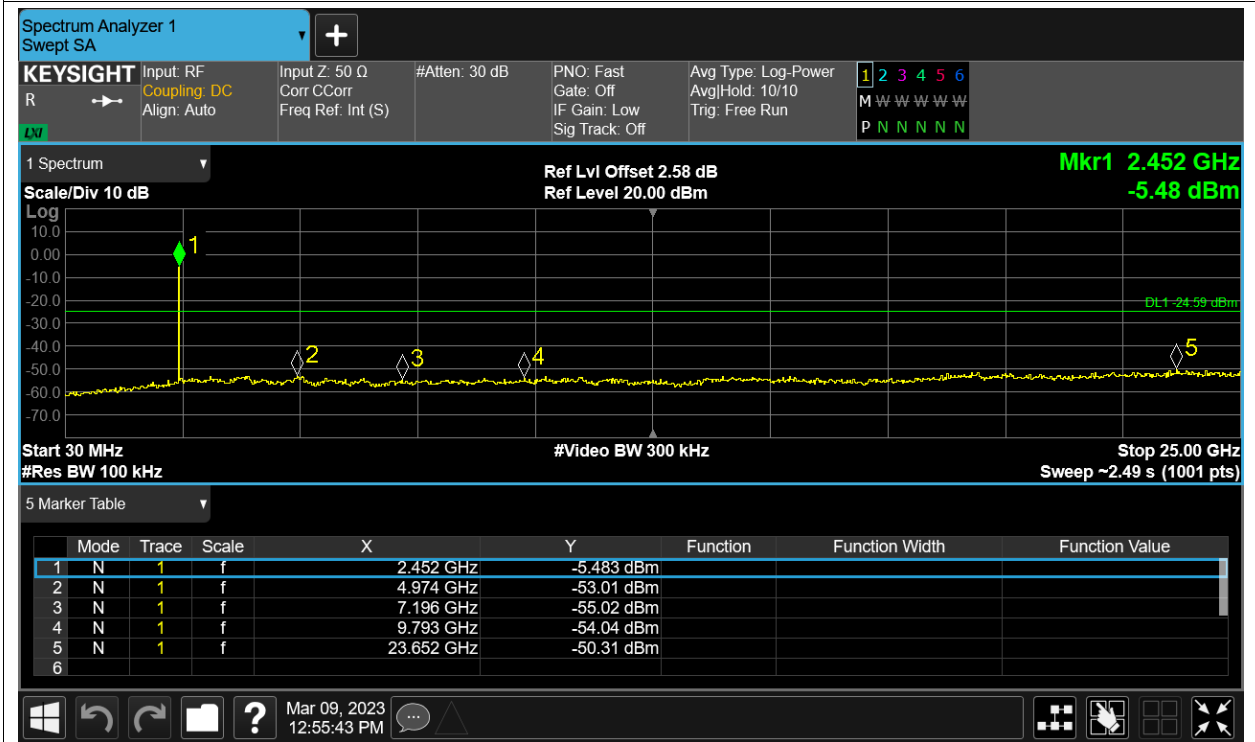 Spectrum Analyzer 1
Swept SA
+
KEYSIGHT
R
LXI
Input: RF
Coupling: DC
Align: Auto
Input Z: 50 Ω
Corr CCorr
Freq Ref: Int (S)
#Atten: 30 dB
PNO: Fast
Gate: Off
IF Gain: Low
Sig Track: Off
Avg Type: Log-Power
Avg|Hold: 10/10
Trig: Free Run
1 2 3 4 5 6
M W W W W W
P N N N N N
1 Spectrum
Scale/Div 10 dB
Ref Lvl Offset 2.58 dB
Ref Level 20.00 dBm
Mkr1 2.452 GHz
-5.48 dBm
Log
10.0
0.00
-10.0
-20.0
-30.0
-40.0
-50.0
-60.0
-70.0
1
2
3
4
5
DL1 -24.59 dBm
Start 30 MHz
#Res BW 100 kHz
#Video BW 300 kHz
Stop 25.00 GHz
Sweep ~2.49 s (1001 pts)
5 Marker Table
Mode Trace Scale X Y Function Function Width Function Value
1 N 1 f 2.452 GHz -5.483 dBm
2 N 1 f 4.974 GHz -53.01 dBm
3 N 1 f 7.196 GHz -55.02 dBm
4 N 1 f 9.793 GHz -54.04 dBm
5 N 1 f 23.652 GHz -50.31 dBm
6
?
Mar 09, 2023
12:55:43 PM